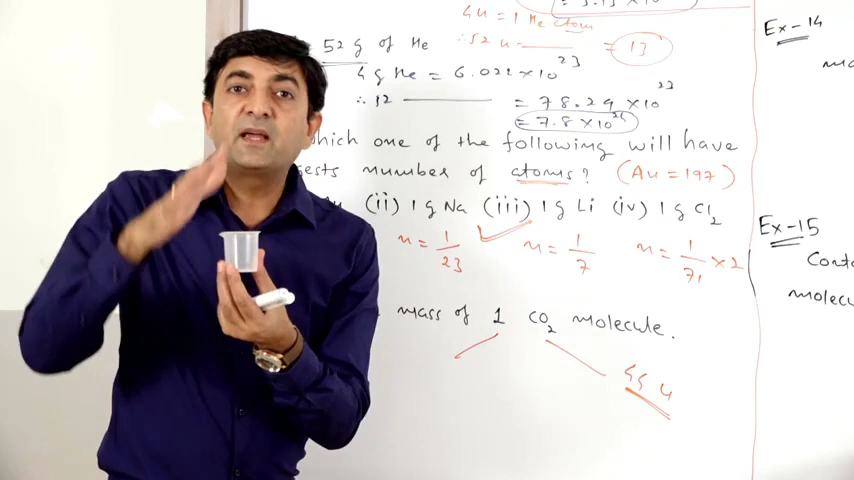 4u = 1 He atom
∴ 52 u —— = 13
52 g of He
4 g He = 6.022 × 10^23
∴ 12 —— = 78.29 × 10^23
= 7.8 × 10^24
which one of the following will have
number of atoms? (Au = 197)
(ii) 1 g Na (iii) 1 g Li (iv) 1 g Cl2
n = 1/23 n = 1/7 n = 1/71 × 2
mass of 1 CO2 molecule.
44 u
Ex-14
Ex-15